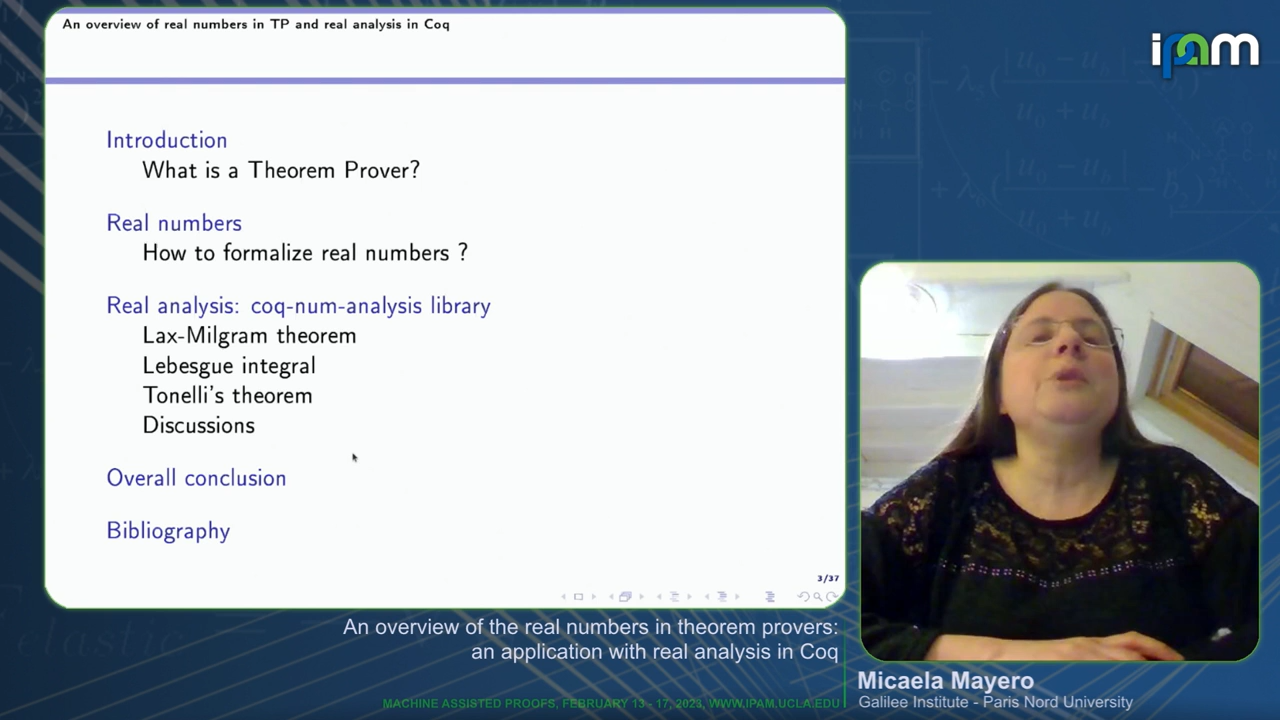 An overview of real numbers in TP and real analysis in Coq
ipam
Introduction
What is a Theorem Prover?
Real numbers
How to formalize real numbers ?
Real analysis: coq-num-analysis library
Lax-Milgram theorem
Lebesgue integral
Tonelli's theorem
Discussions
Overall conclusion
Bibliography
3/37
An overview of the real numbers in theorem provers:
an application with real analysis in Coq
Micaela Mayero
Galilee Institute - Paris Nord University
MACHINE ASSISTED PROOFS, FEBRUARY 13 - 17, 2023, WWW.IPAM.UCLA.EDU
elastic